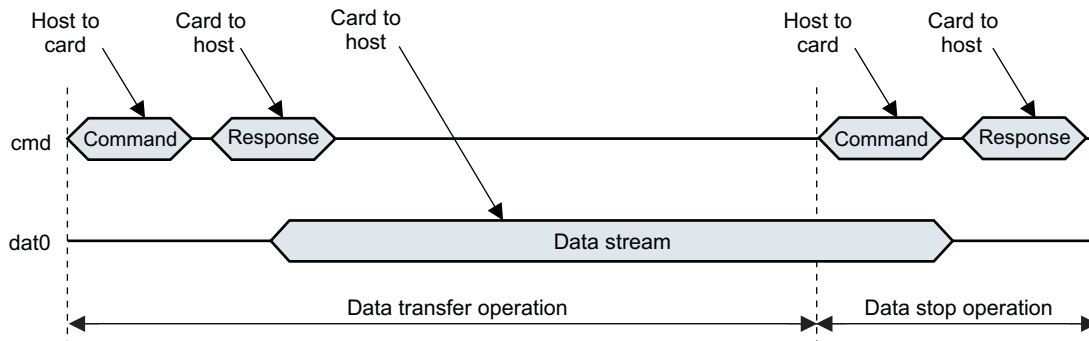 Host to
card
Card to
host
Card to
host
Host to
card
Card to
host
cmd
Command
Response
Command
Response
dat0
Data stream
Data transfer operation
Data stop operation